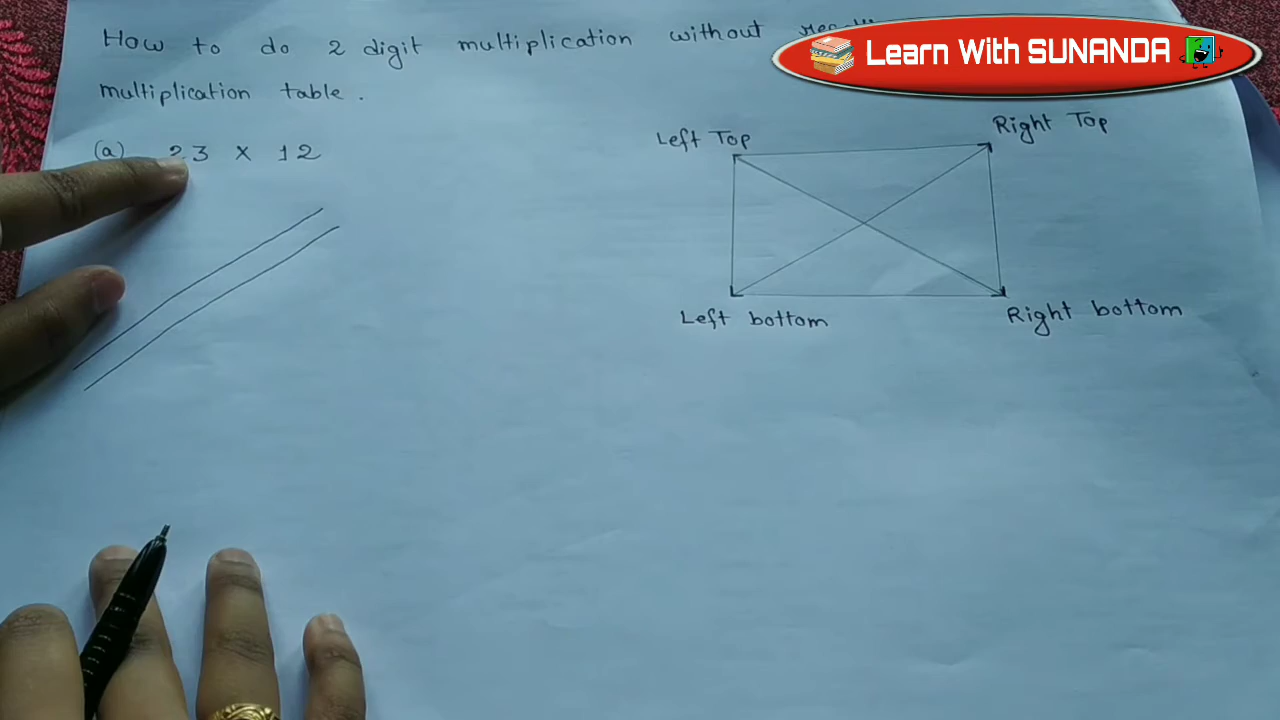 How to do 2 digit multiplication without
multiplication table.
(a) 23 x 12
Learn With SUNANDA
Left Top
Right Top
Left bottom
Right bottom